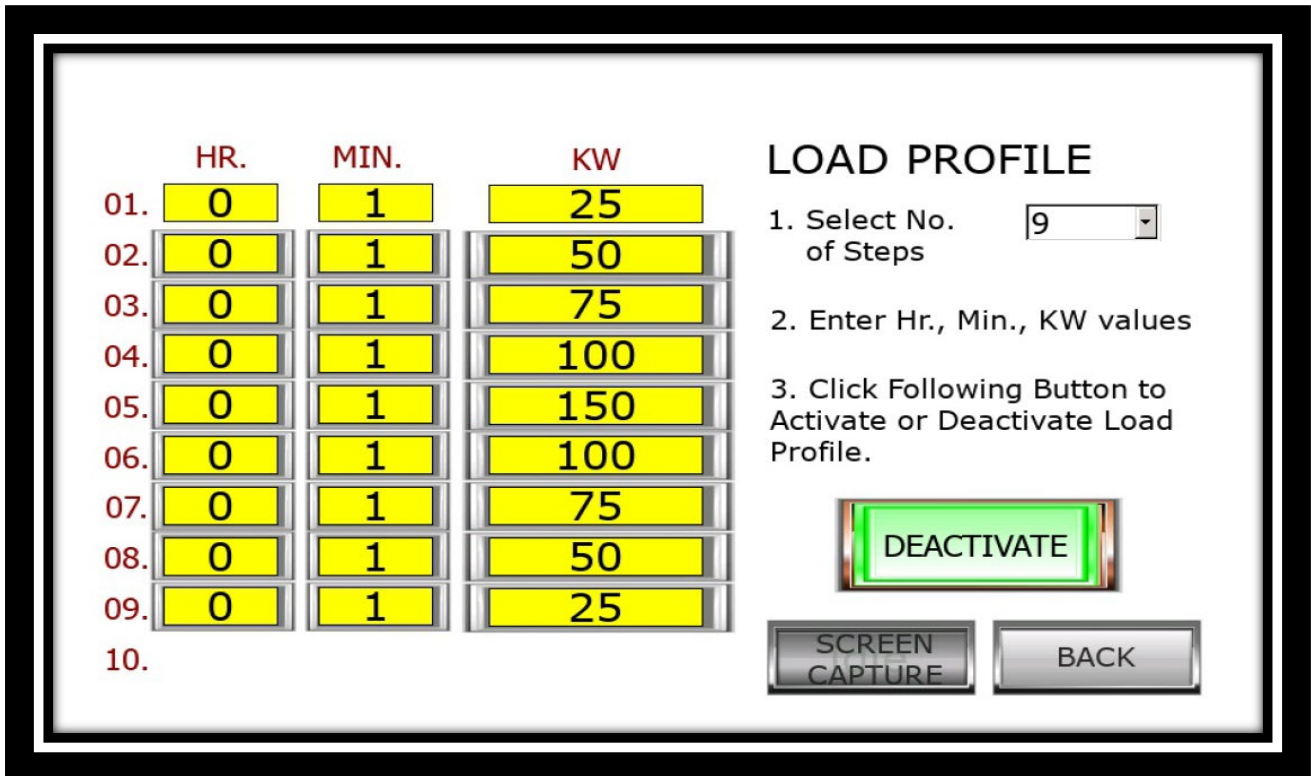 HR. MIN. KW
01. 0 1 25
02. 0 1 50
03. 0 1 75
04. 0 1 100
05. 0 1 150
06. 0 1 100
07. 0 1 75
08. 0 1 50
09. 0 1 25
10.
LOAD PROFILE
1. Select No. 9
of Steps
2. Enter Hr., Min., KW values
3. Click Following Button to
Activate or Deactivate Load
Profile.
DEACTIVATE
SCREEN
Idle
CAPTURE
BACK